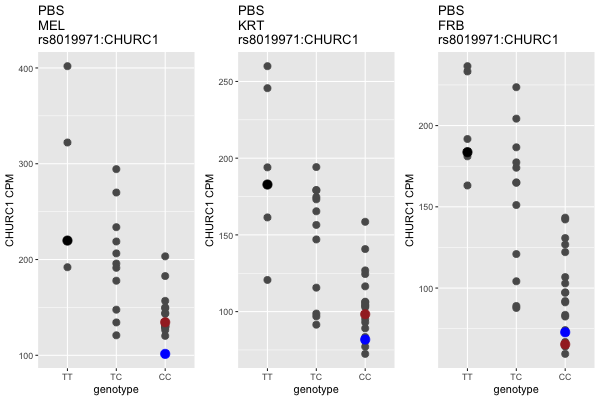 PBS
MEL
rs8019971:CHURC1
CHURC1 CPM
400
300
200
100
TT
TC
CC
genotype
PBS
KRT
rs8019971:CHURC1
CHURC1 CPM
250
200
150
100
TT
TC
CC
genotype
PBS
FRB
rs8019971:CHURC1
CHURC1 CPM
200
150
100
TT
TC
CC
genotype